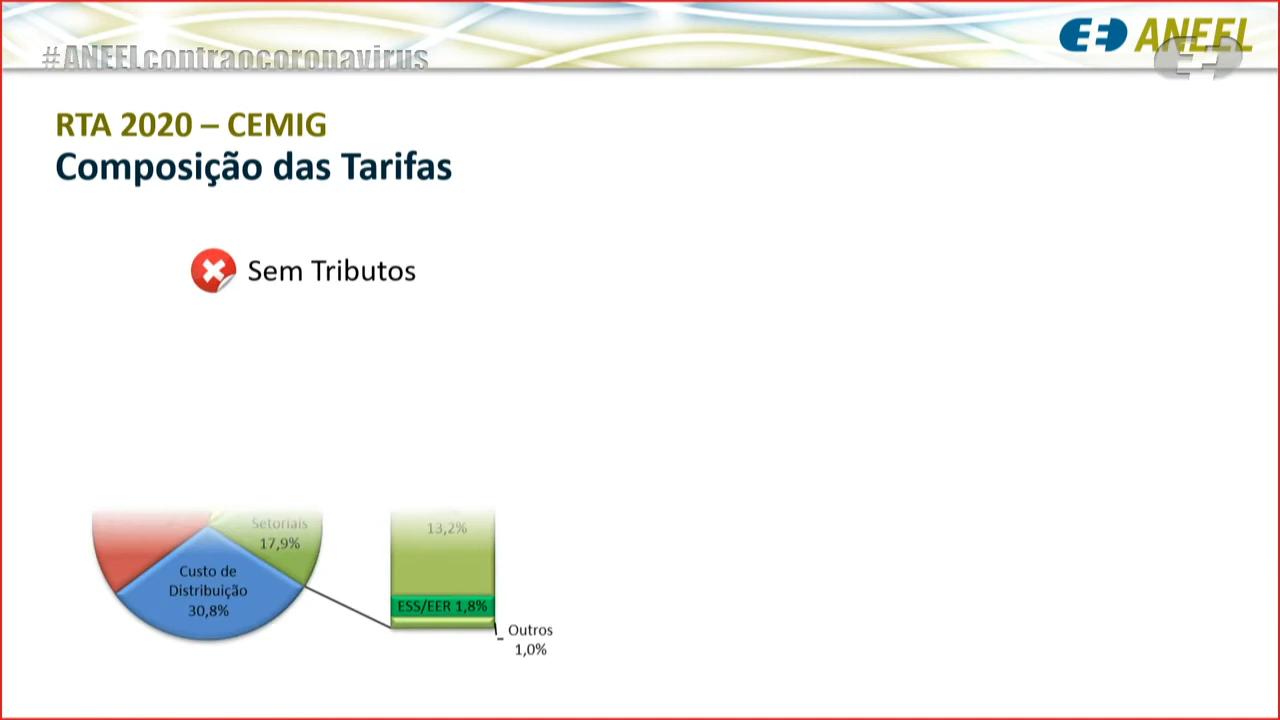 #ANEELcontraocoronavirus
ANEEL
RTA 2020 – CEMIG
Composição das Tarifas
Sem Tributos
Setoriais
17,9%
Custo de
Distribuição
30,8%
13,2%
ESS/EER 1,8%
Outros
1,0%